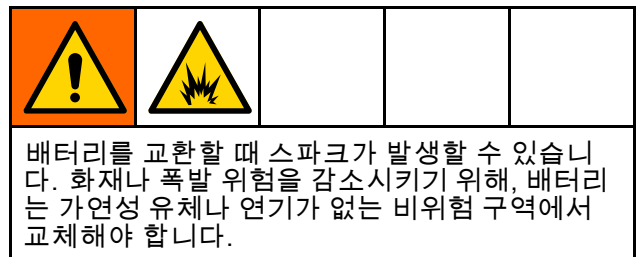 배터리를 교환할 때 스파크가 발생할 수 있습니
다. 화재나 폭발 위험을 감소시키기 위해, 배터리
는 가연성 유체나 연기가 없는 비위험 구역에서
교체해야 합니다.